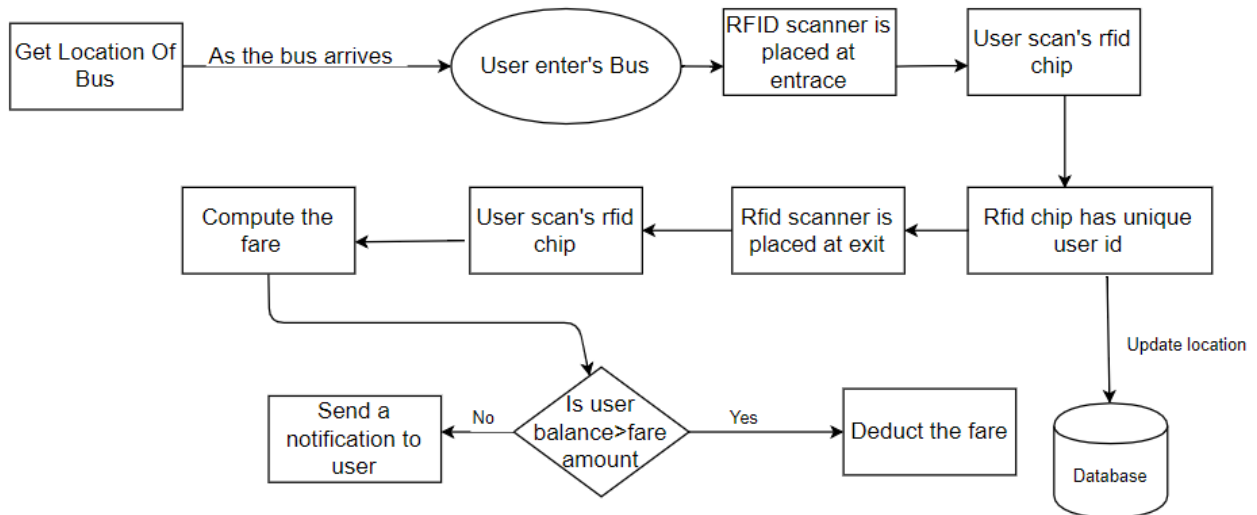 Get Location Of
Bus
As the bus arrives
User enter's Bus
RFID scanner is
placed at
entrace
User scan's rfid
chip
Compute the
fare
User scan's rfid
chip
Rfid scanner is
placed at exit
Rfid chip has unique
user id
Update location
Send a
notification to
user
No
Is user
balance>fare
amount
Yes
Deduct the fare
Database